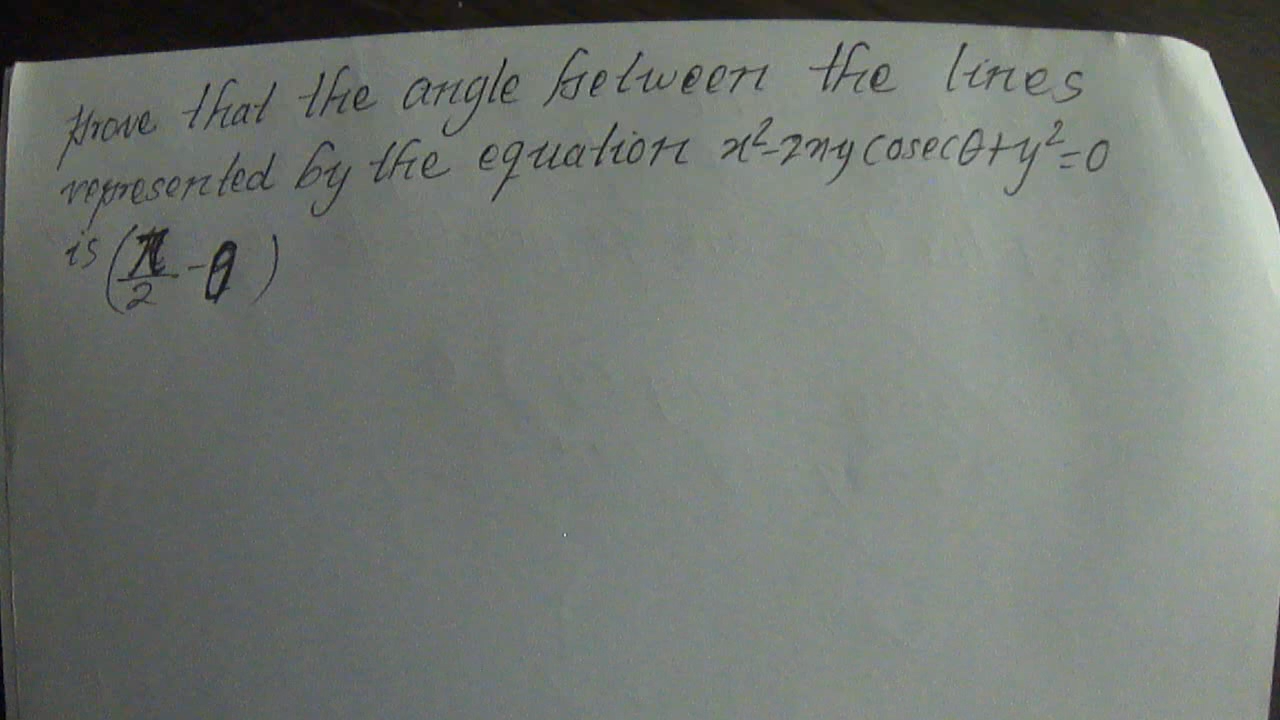 prove that the angle between the lines
represented by the equation x²-2xy cosecθ+y²=0
is (π/2 - θ)